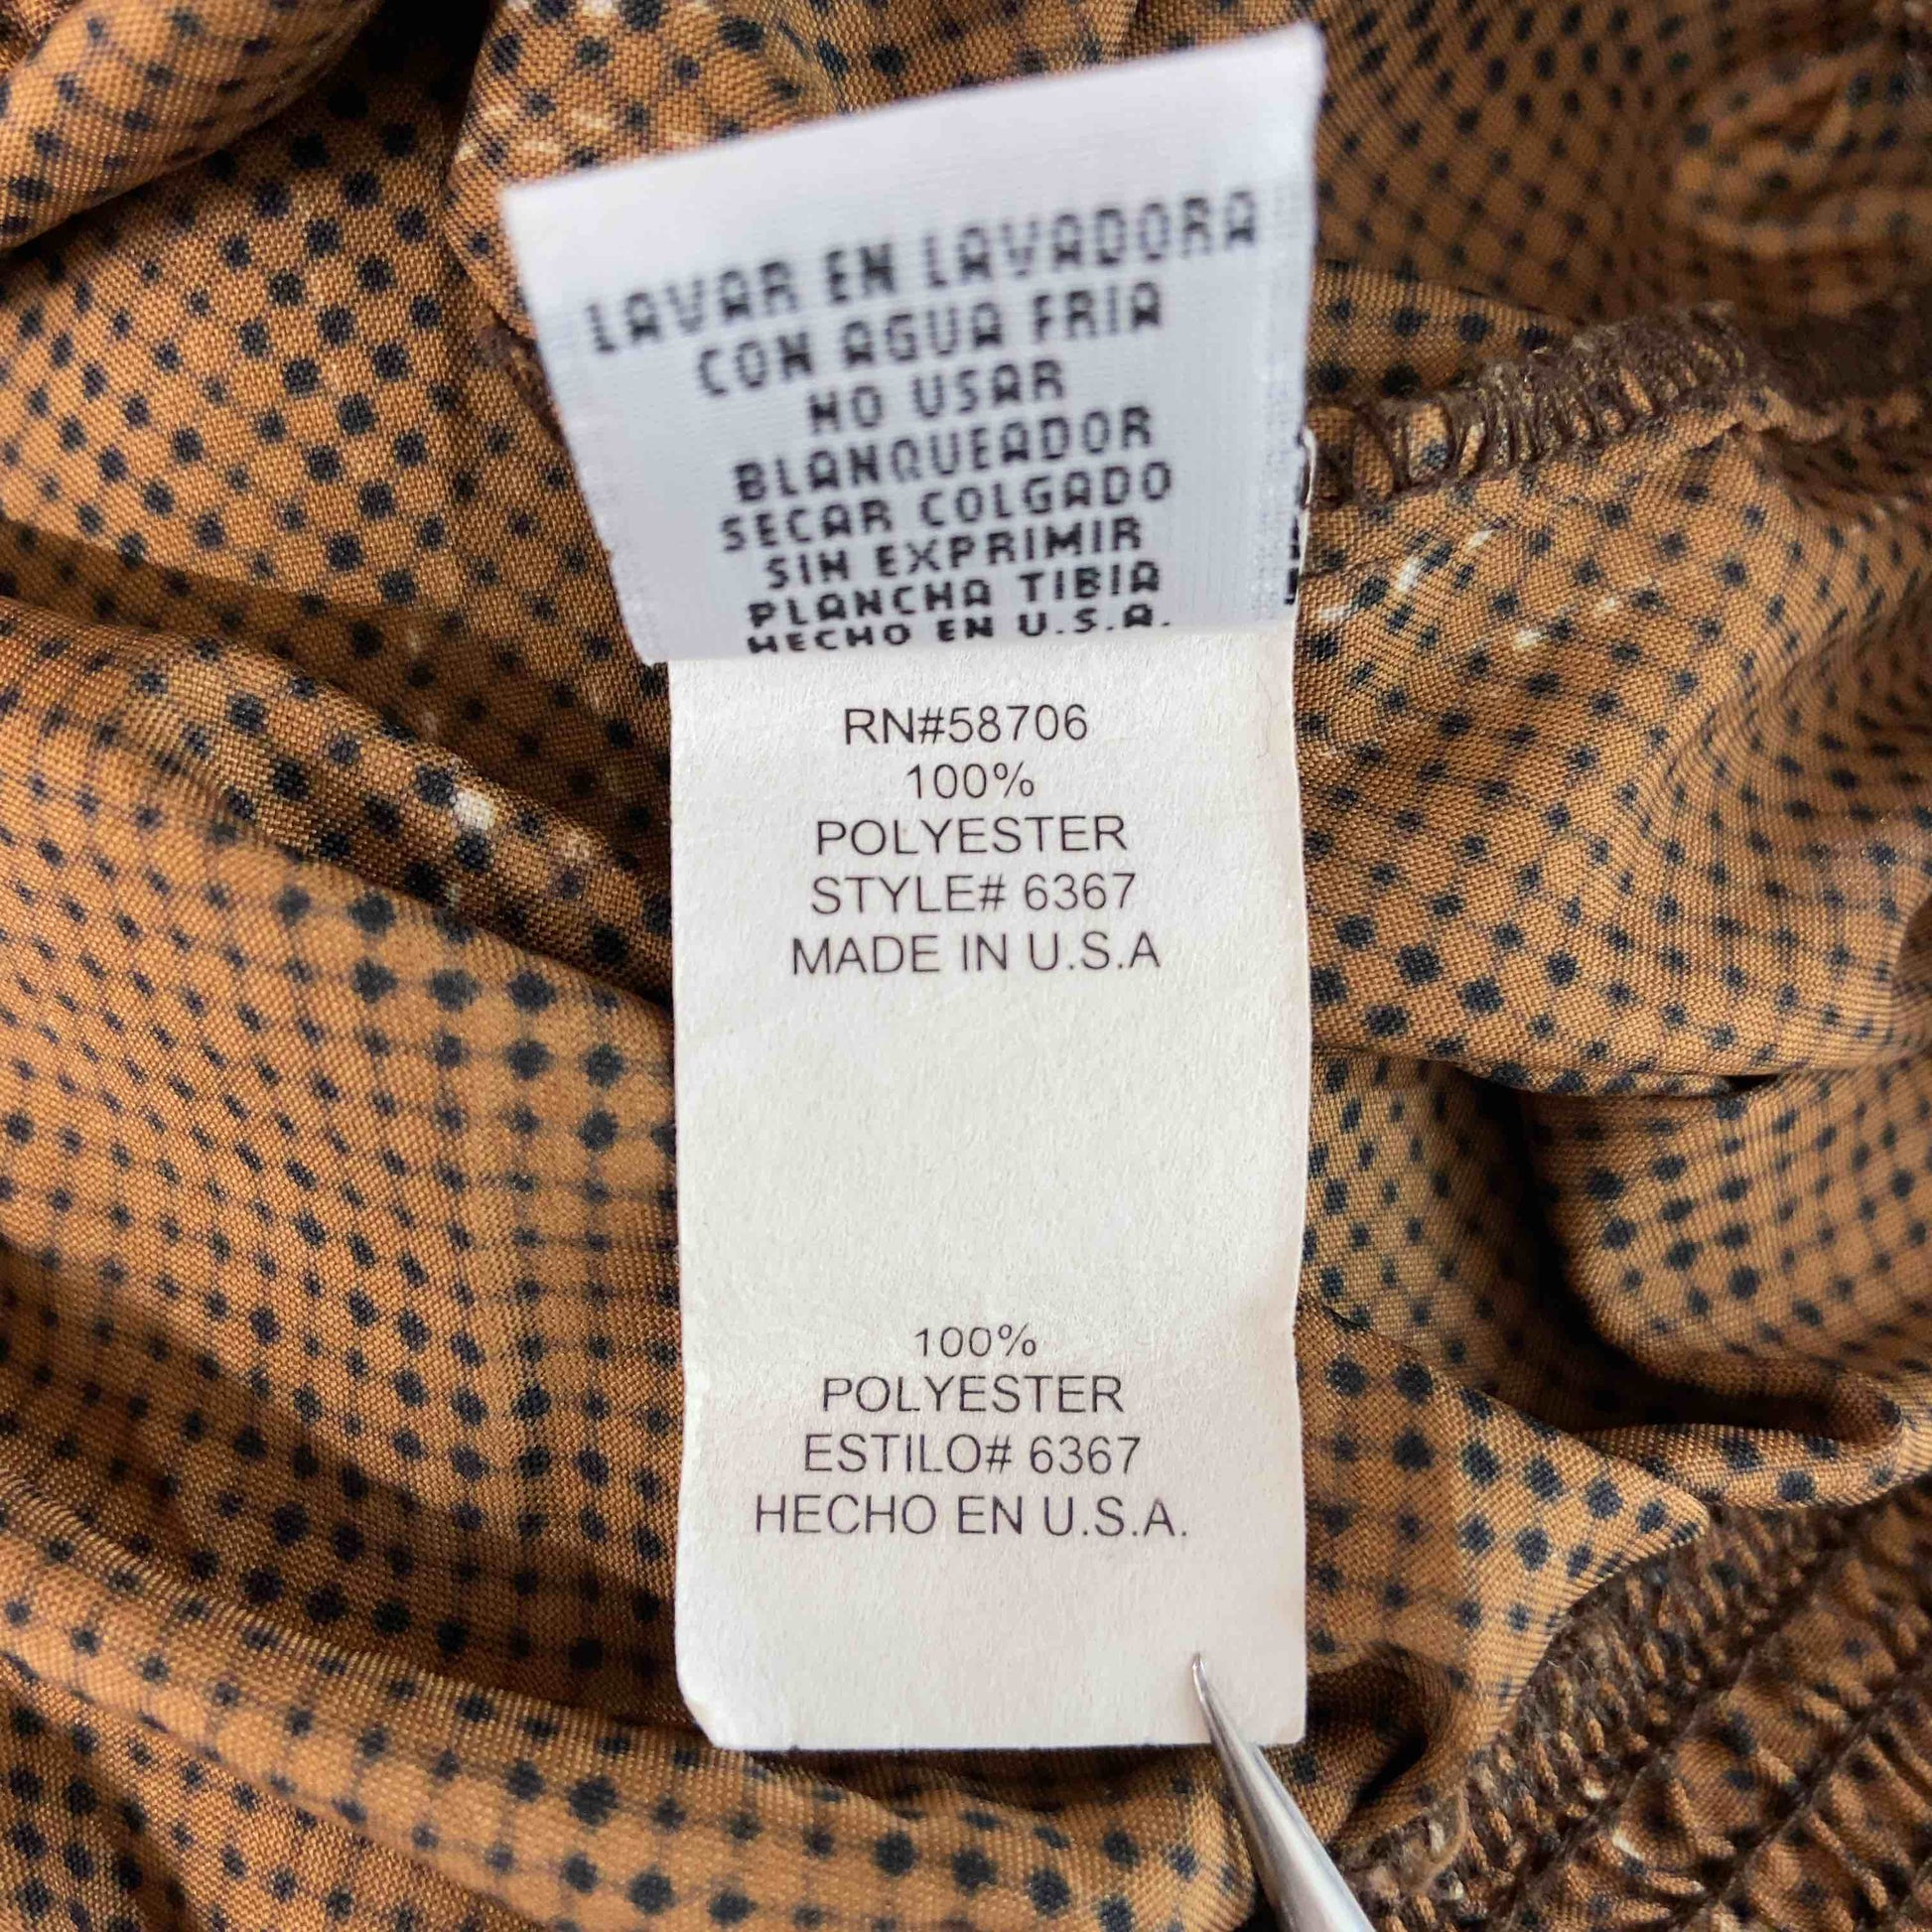 LAVAR EN LAVADORA
CON AGUA FRIA
NO USAR
BLANQUEADOR
SECAR COLGADO
SIN EXPRIMIR
PLANCHA TIBIA
HECHO EN U.S.A.
RN#58706
100%
POLYESTER
STYLE# 6367
MADE IN U.S.A
100%
POLYESTER
ESTILO# 6367
HECHO EN U.S.A.